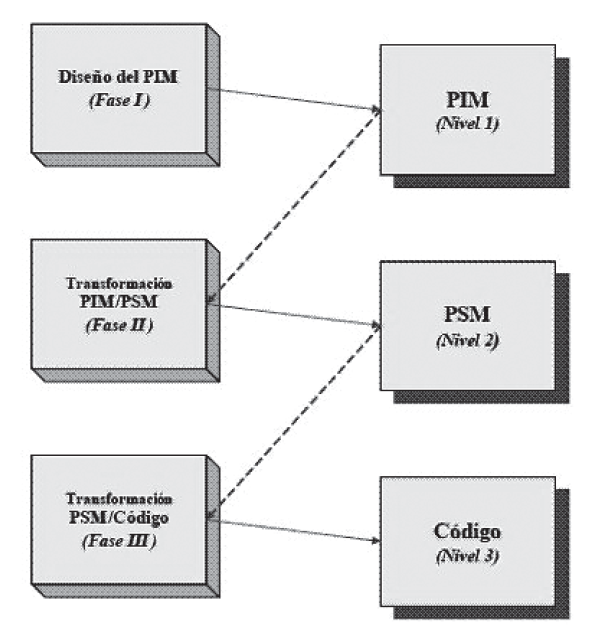 Diseño del PIM
(Fase I)
PIM
(Nivel 1)
Transformación
PIM/PSM
(Fase II)
PSM
(Nivel 2)
Transformación
PSM/Código
(Fase III)
Código
(Nivel 3)